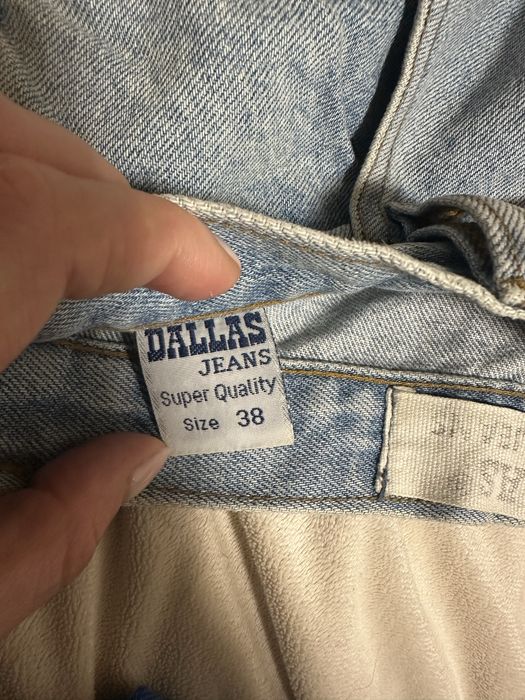 DALLAS
JEANS
Super Quality
Size 38